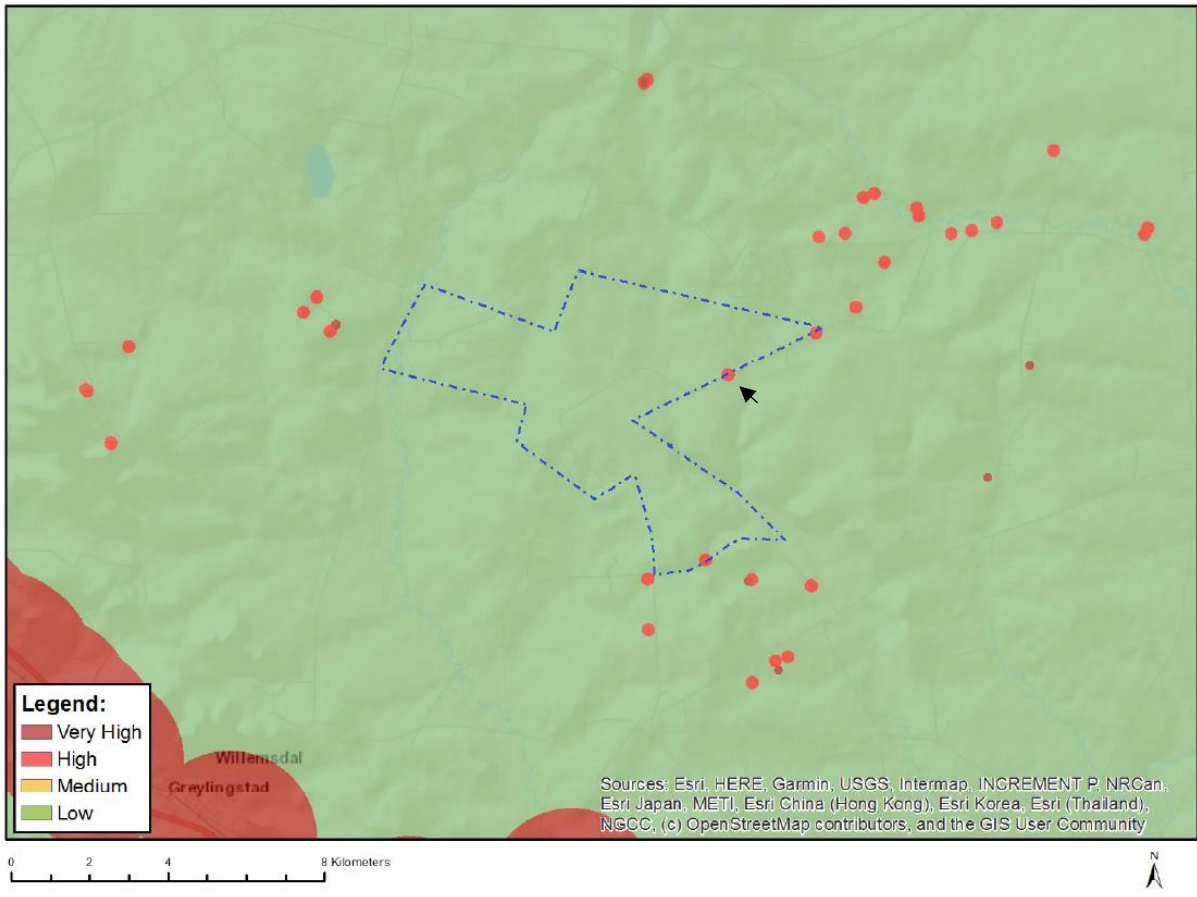 Legend:
Very High
High
Medium
Low
Willemsdal
Greylingstad
Sources: Esri, HERE, Garmin, USGS, Intermap, INCREMENT P, NRCan,
Esri Japan, METI, Esri China (Hong Kong), Esri Korea, Esri (Thailand),
NGCC, (c) OpenStreetMap contributors, and the GIS User Community
0 2 4 8 Kilometers
N